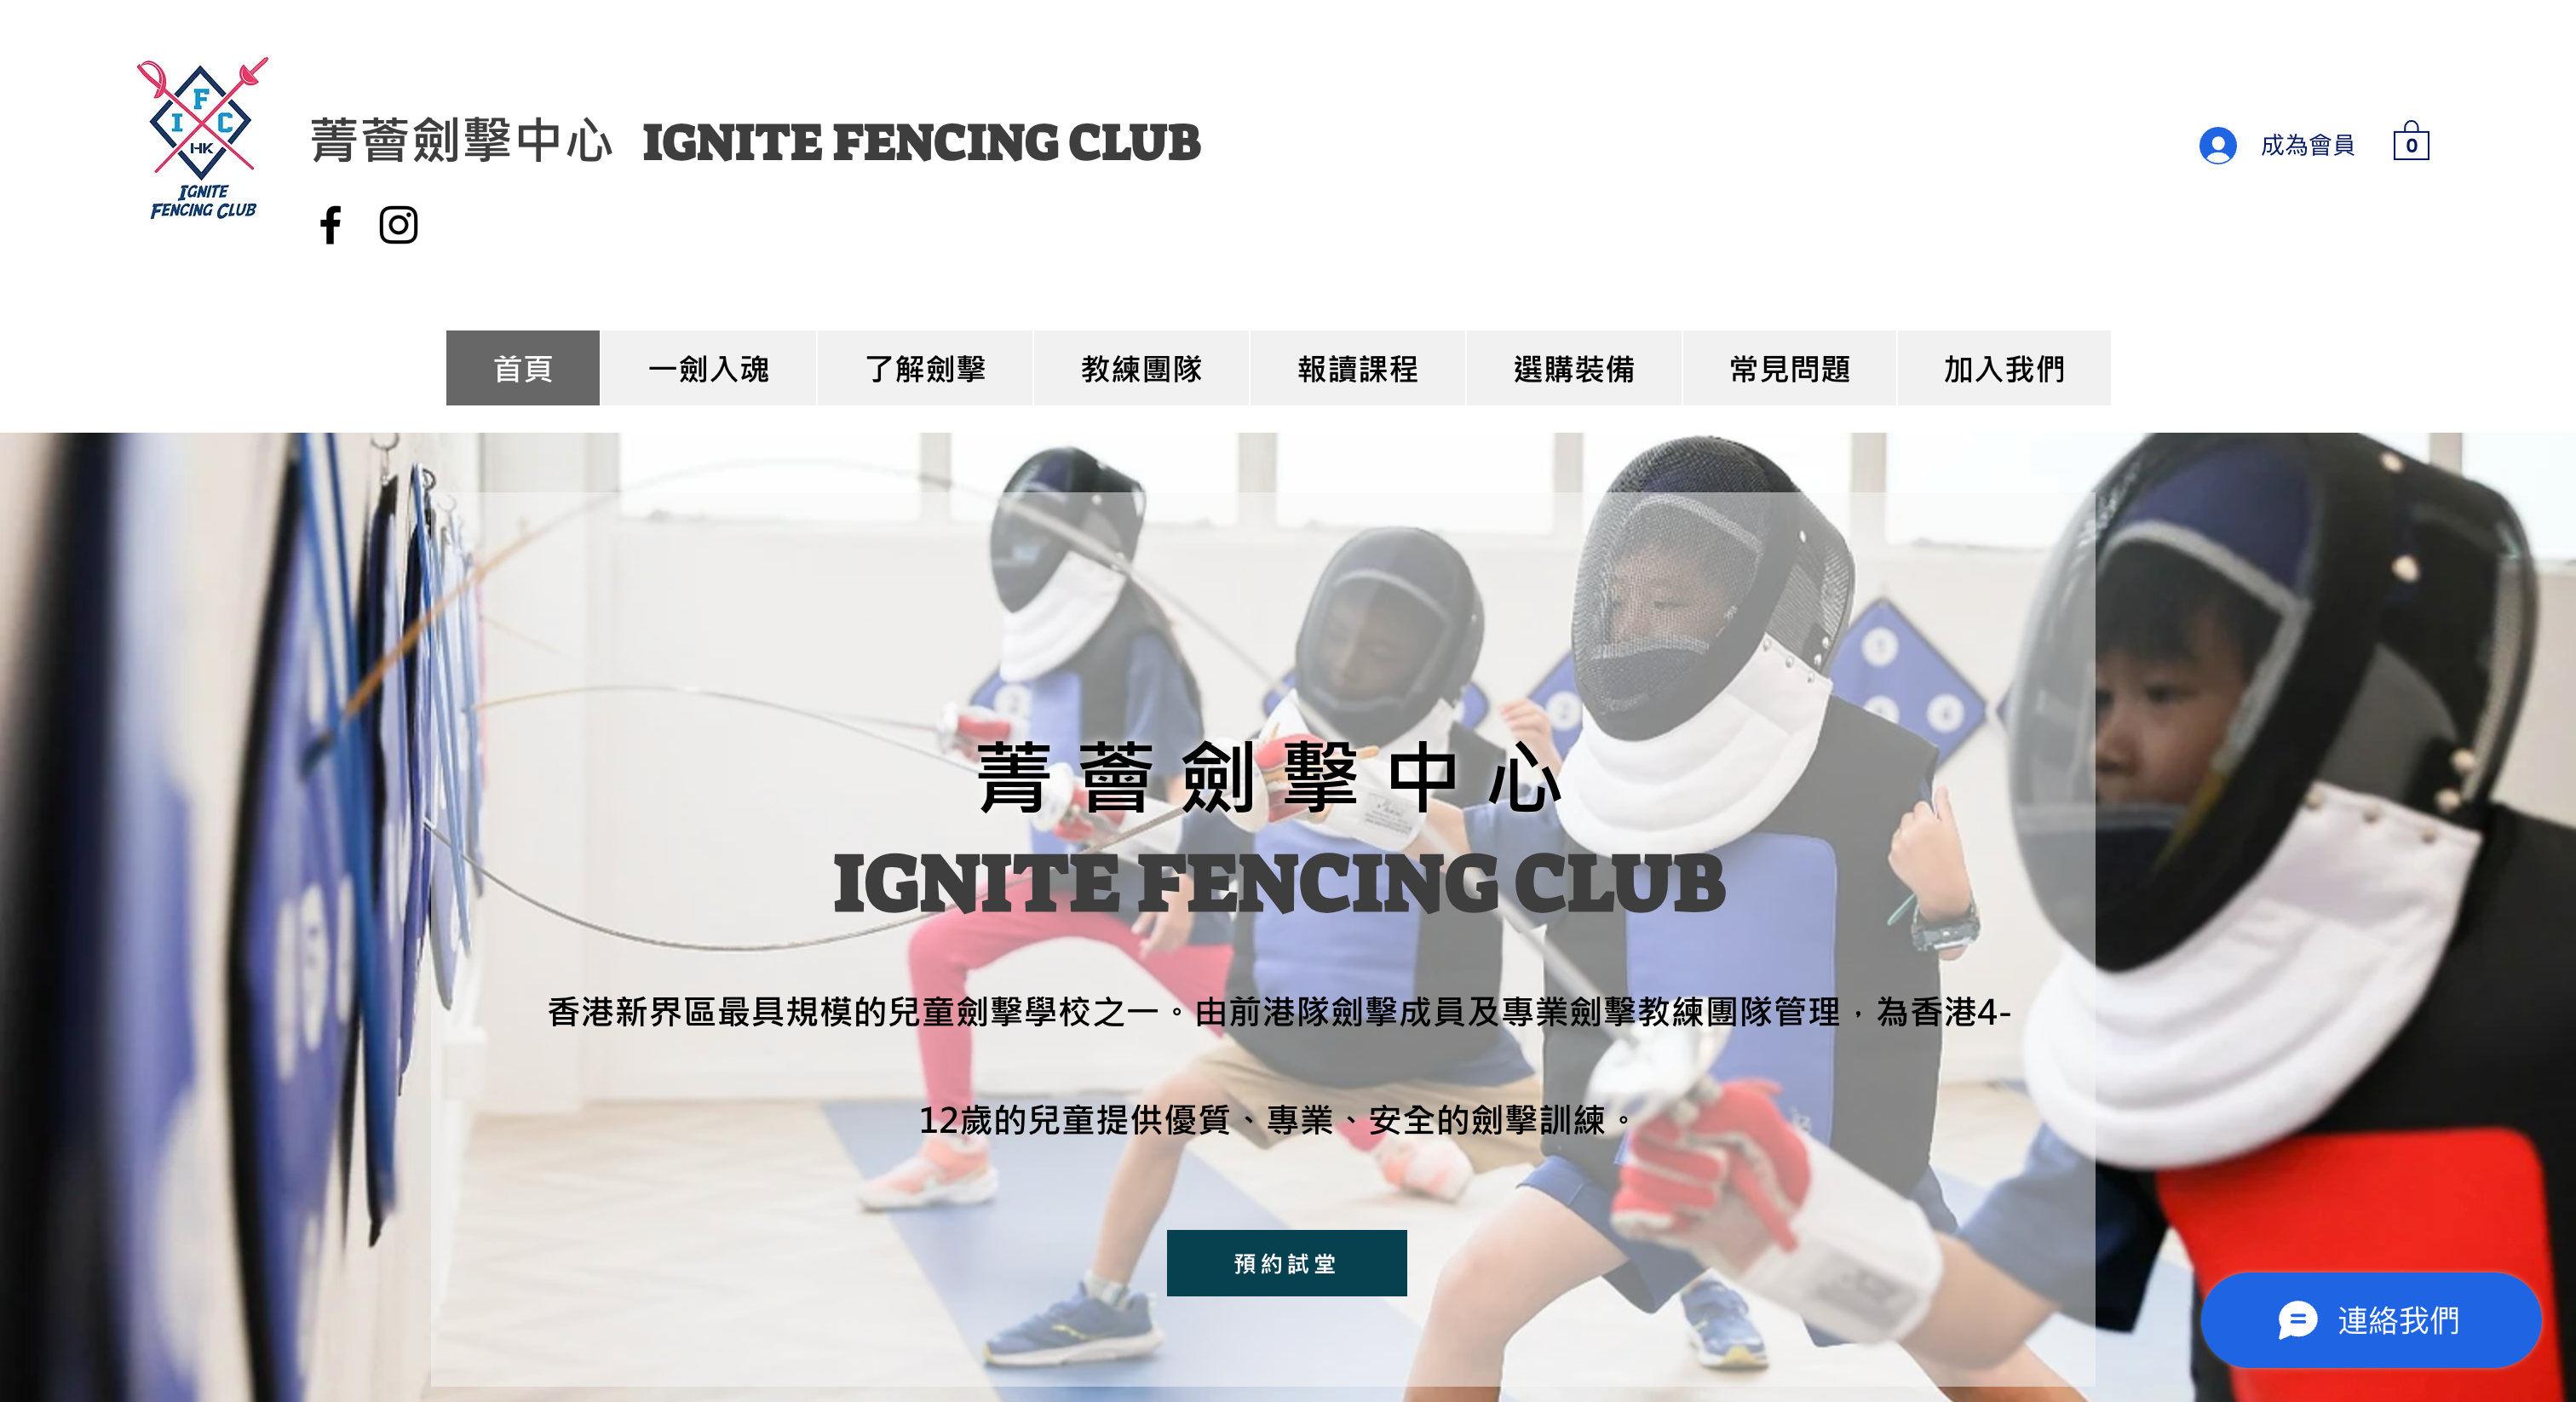 F
I C
HK
IGNITE
FENCING CLUB
菁薈劍擊中心 IGNITE FENCING CLUB
成為會員
0
首頁 一劍入魂 了解劍擊 教練團隊 報讀課程 選購裝備 常見問題 加入我們
菁薈劍擊中心
IGNITE FENCING CLUB
香港新界區最具規模的兒童劍擊學校之一。由前港隊劍擊成員及專業劍擊教練團隊管理，為香港4-
12歲的兒童提供優質、專業、安全的劍擊訓練。
預約試堂
連絡我們